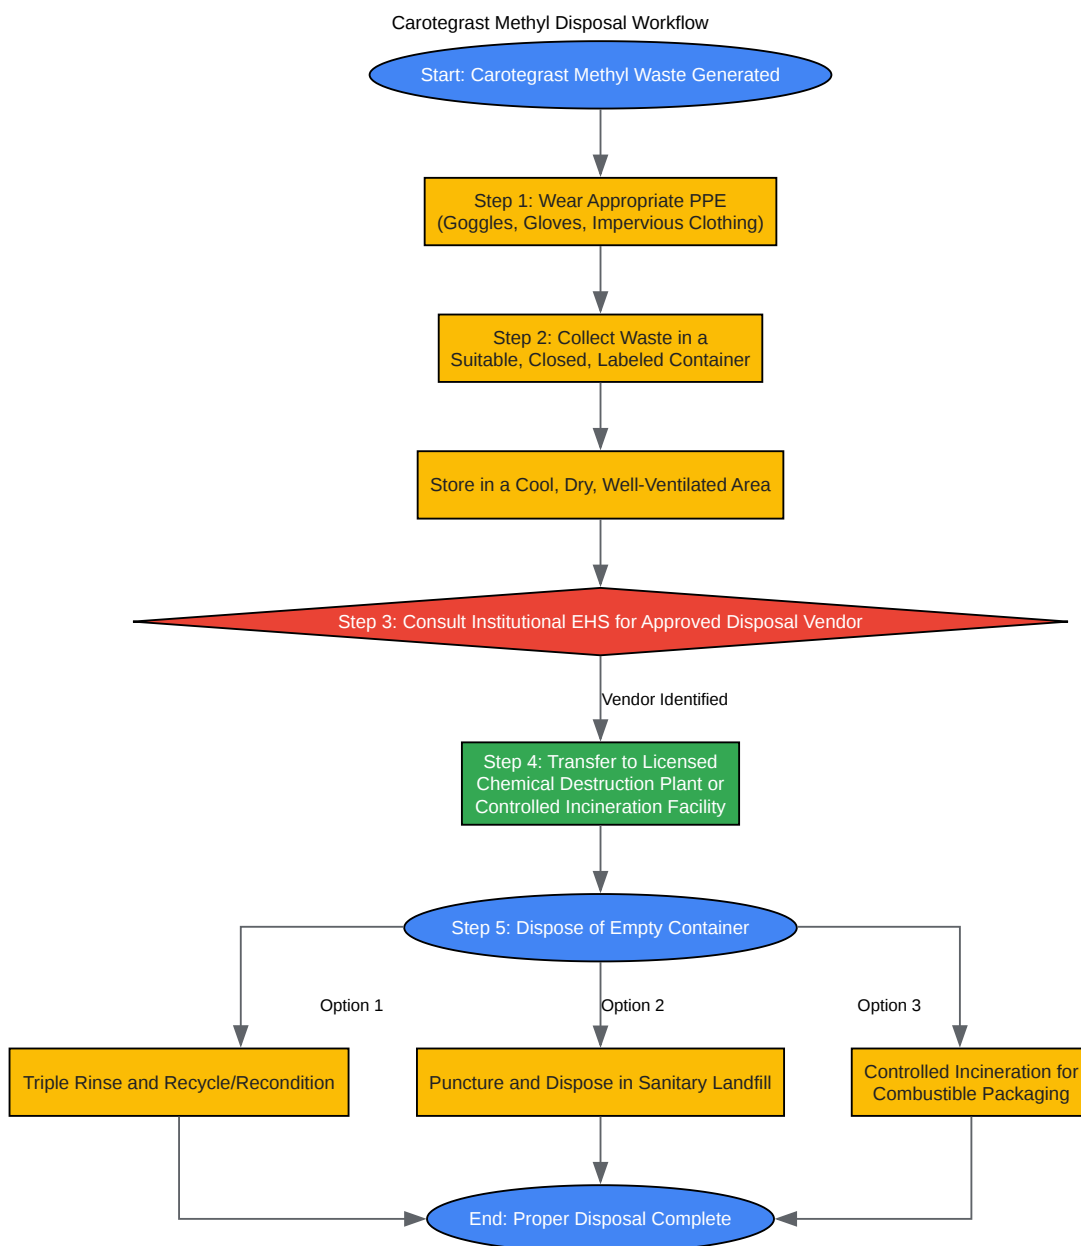 Carotegrast Methyl Disposal Workflow
Start: Carotegrast Methyl Waste Generated
Step 1: Wear Appropriate PPE
(Goggles, Gloves, Impervious Clothing)
Step 2: Collect Waste in a
Suitable, Closed, Labeled Container
Store in a Cool, Dry, Well-Ventilated Area
Step 3: Consult Institutional EHS for Approved Disposal Vendor
Vendor Identified
Step 4: Transfer to Licensed
Chemical Destruction Plant or
Controlled Incineration Facility
Step 5: Dispose of Empty Container
Option 1
Option 2
Option 3
Triple Rinse and Recycle/Recondition
Puncture and Dispose in Sanitary Landfill
Controlled Incineration for
Combustible Packaging
End: Proper Disposal Complete